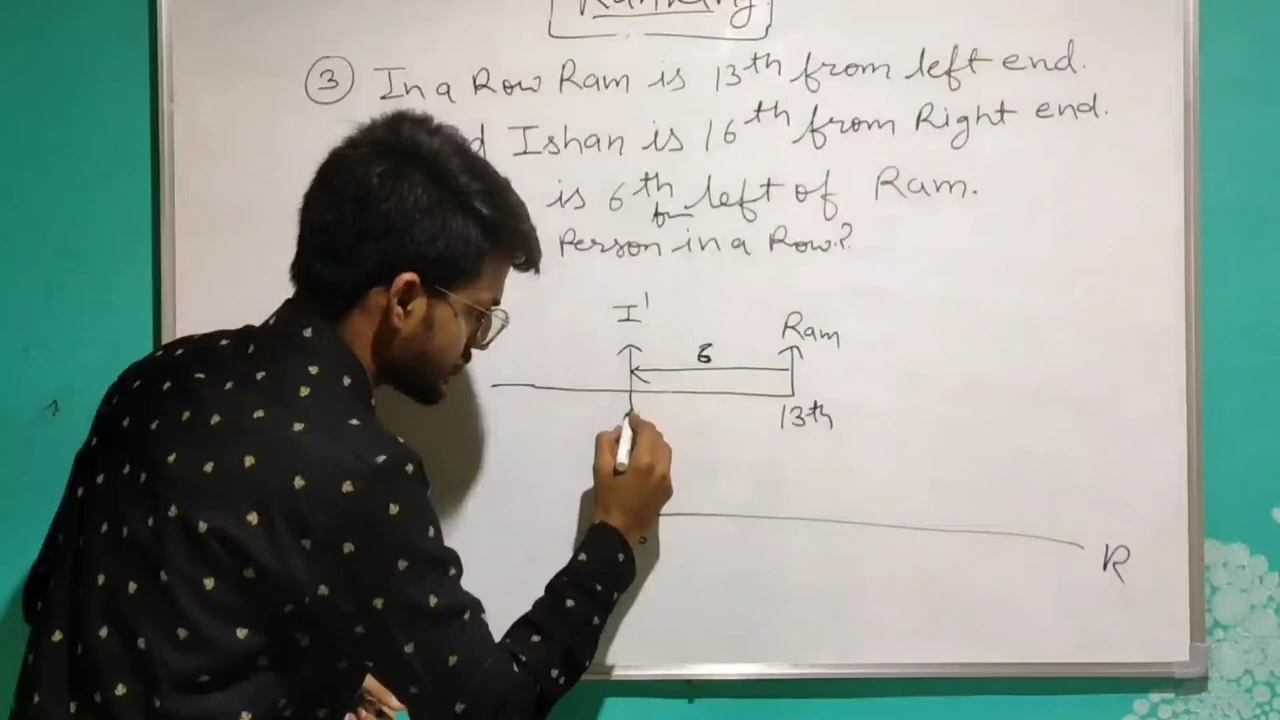 Ranking
③ In a Row Ram is 13th from left end.
Ishan is 16th from Right end.
is 6th left of Ram.
Person in a Row?
I'
Ram
6
13th
R